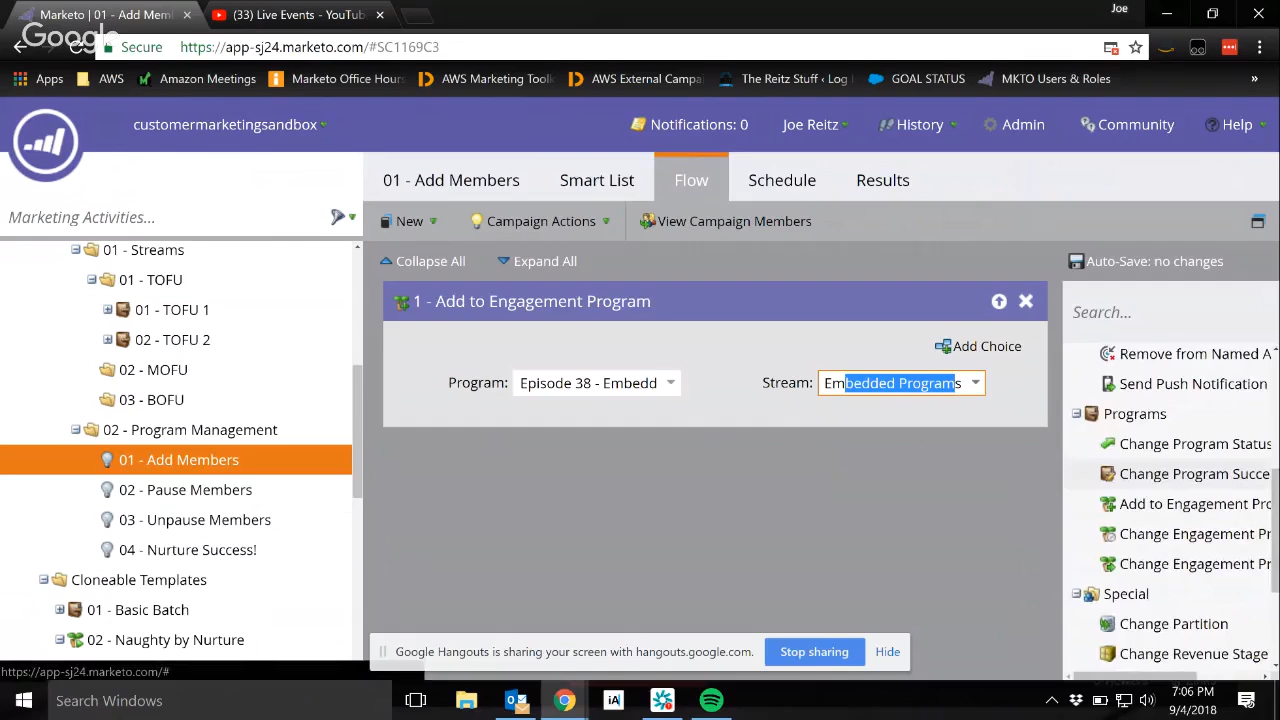 Marketo | 01 - Add Mem
(33) Live Events - YouTub
Joe
Google
Secure
https://app-sj24.marketo.com/#SC1169C3
Apps
AWS
Amazon Meetings
Marketo Office Hour
AWS Marketing Toolk
AWS External Campa
The Reitz Stuff ‹ Log
GOAL STATUS
MKTO Users & Roles
»
customermarketingsandbox
Notifications: 0
Joe Reitz
History
Admin
Community
Help
01 - Add Members
Smart List
Flow
Schedule
Results
Marketing Activities...
New
Campaign Actions
View Campaign Members
01 - Streams
01 - TOFU
01 - TOFU 1
02 - TOFU 2
02 - MOFU
03 - BOFU
02 - Program Management
01 - Add Members
02 - Pause Members
03 - Unpause Members
04 - Nurture Success!
Cloneable Templates
01 - Basic Batch
02 - Naughty by Nurture
https://app-sj24.marketo.com/#
Collapse All
Expand All
Auto-Save: no changes
1 - Add to Engagement Program
Add Choice
Program:
Episode 38 - Embedd
Stream:
Embedded Programs
Search...
Remove from Named A
Send Push Notification
Programs
Change Program Status
Change Program Succe
Add to Engagement Pro
Change Engagement Pr
Change Engagement Pr
Special
Change Partition
Change Revenue Stage
Google Hangouts is sharing your screen with hangouts.google.com.
Stop sharing
Hide
Search Windows
iA
7:06 PM
9/4/2018